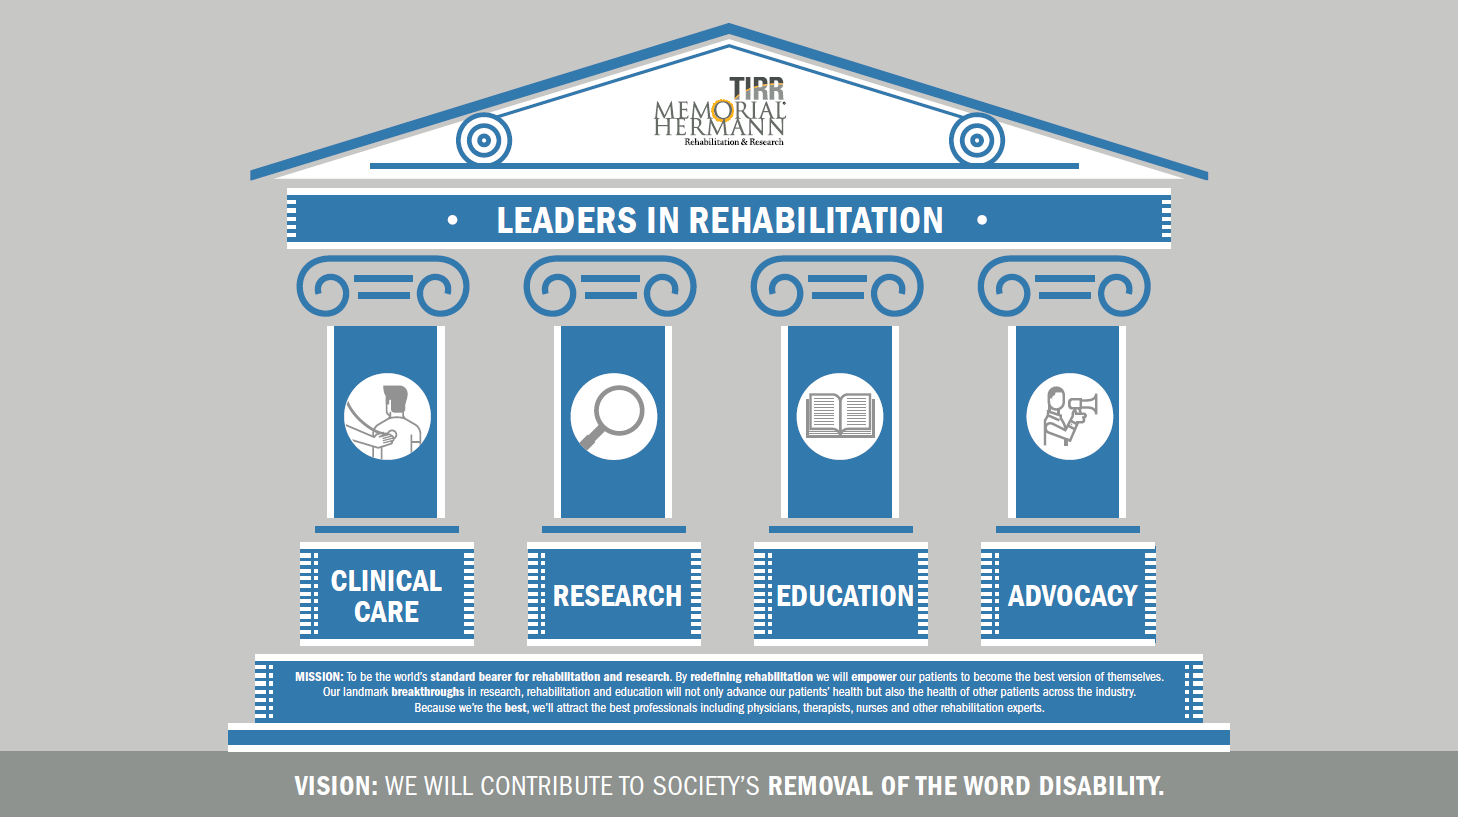 TIRR
MEMORIAL
HERMANN
Rehabilitation & Research
• LEADERS IN REHABILITATION •
CLINICAL
CARE
RESEARCH
EDUCATION
ADVOCACY
MISSION: To be the world's standard bearer for rehabilitation and research. By redefining rehabilitation we will empower our patients to become the best version of themselves.
Our landmark breakthroughs in research, rehabilitation and education will not only advance our patients' health but also the health of other patients across the industry.
Because we're the best, we'll attract the best professionals including physicians, therapists, nurses and other rehabilitation experts.
VISION: WE WILL CONTRIBUTE TO SOCIETY'S REMOVAL OF THE WORD DISABILITY.